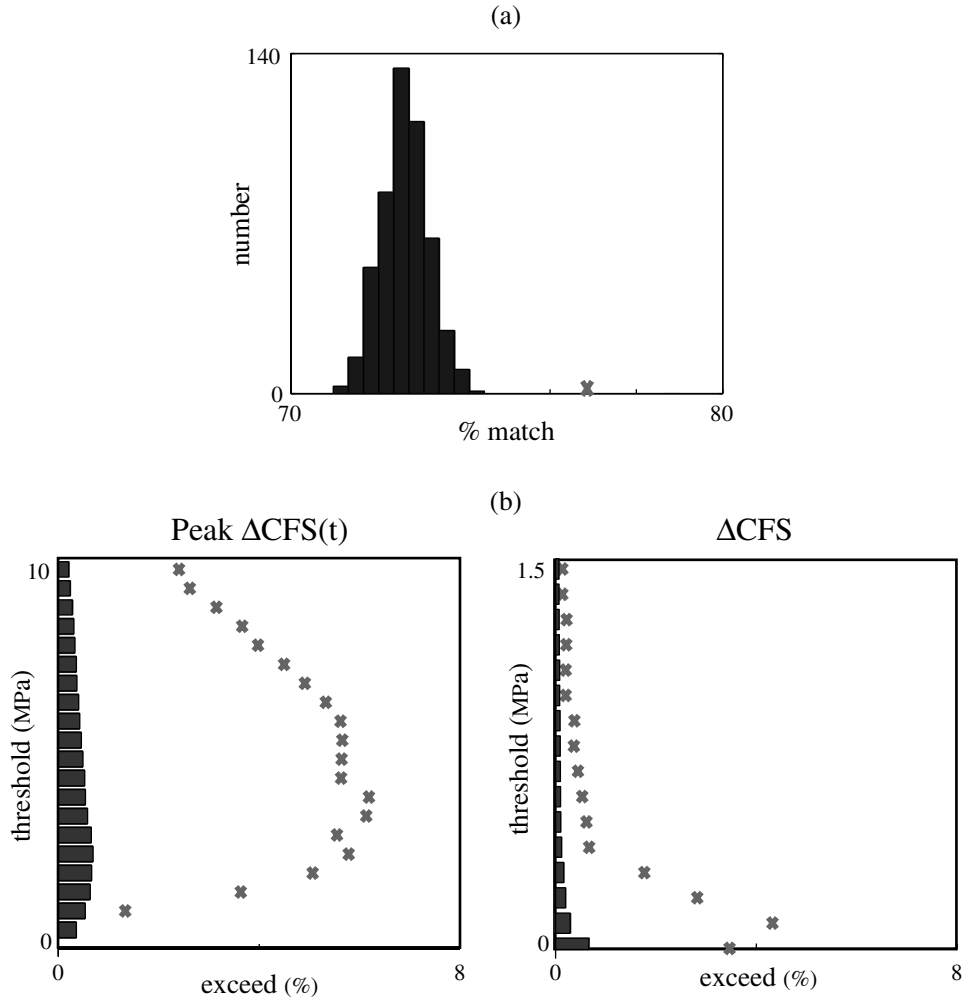 (a)
140
number
0
70
80
% match
(b)
Peak ΔCFS(t)
10
threshold (MPa)
0
0
8
exceed (%)
ΔCFS
1.5
threshold (MPa)
0
0
8
exceed (%)